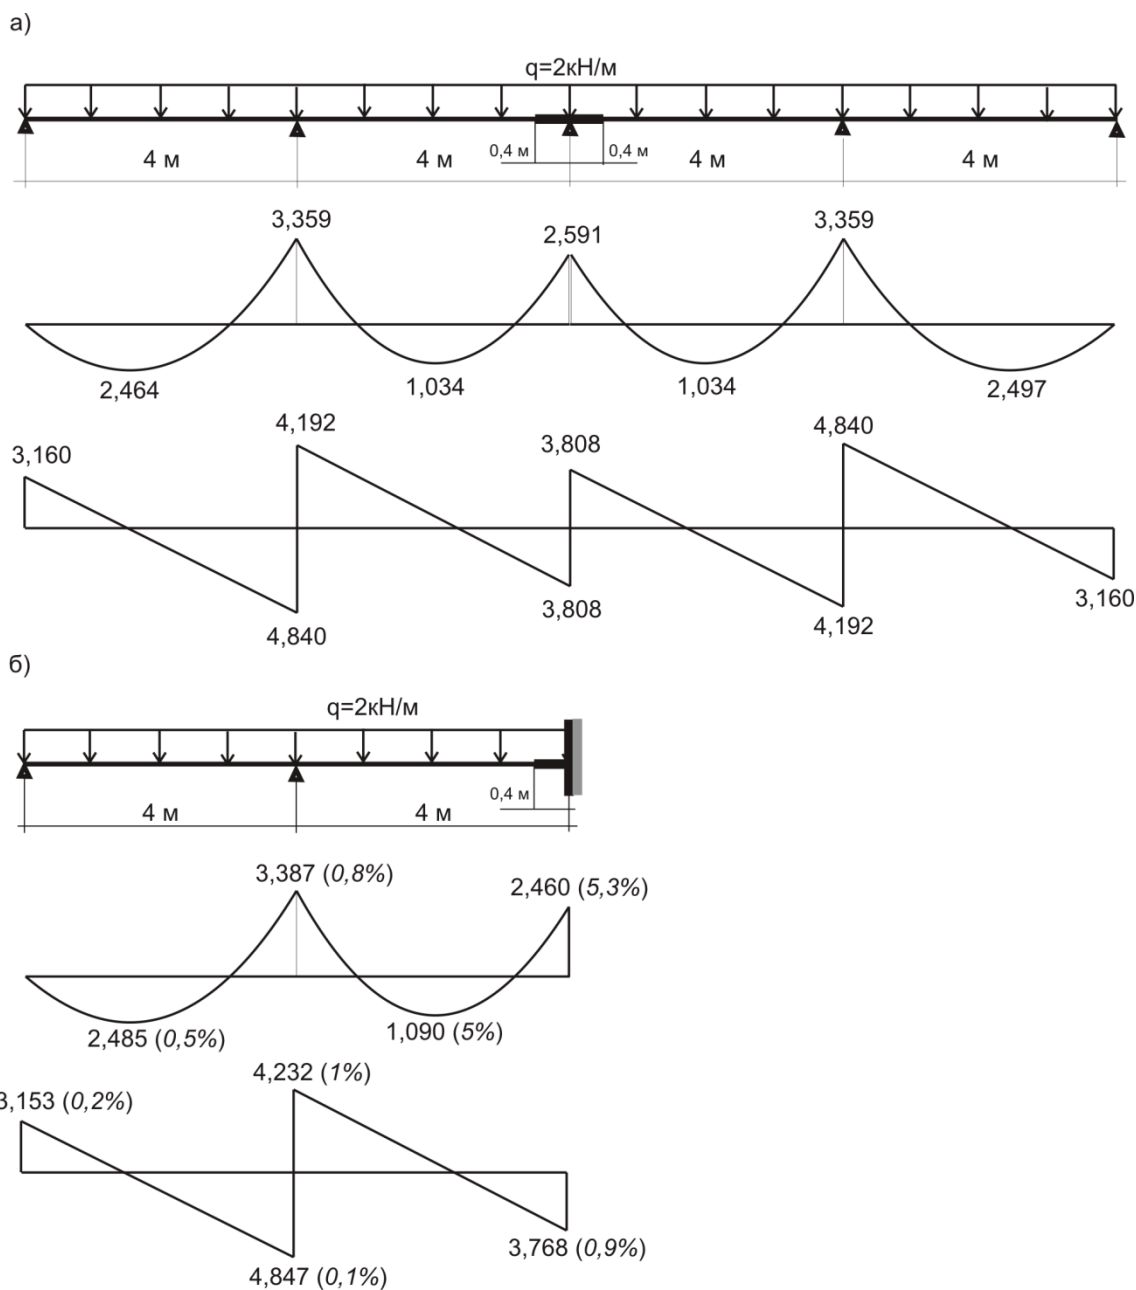 а)
q=2кН/м
0,4 м 0,4 м
4 м 4 м 4 м 4 м
3,359 2,591 3,359
2,464 1,034 1,034 2,497
3,160 4,192 3,808 4,840
4,840 3,808 4,192 3,160
б)
q=2кН/м
0,4 м
4 м 4 м
3,387 (0,8%) 2,460 (5,3%)
2,485 (0,5%) 1,090 (5%)
4,232 (1%)
3,153 (0,2%)
3,768 (0,9%)
4,847 (0,1%)